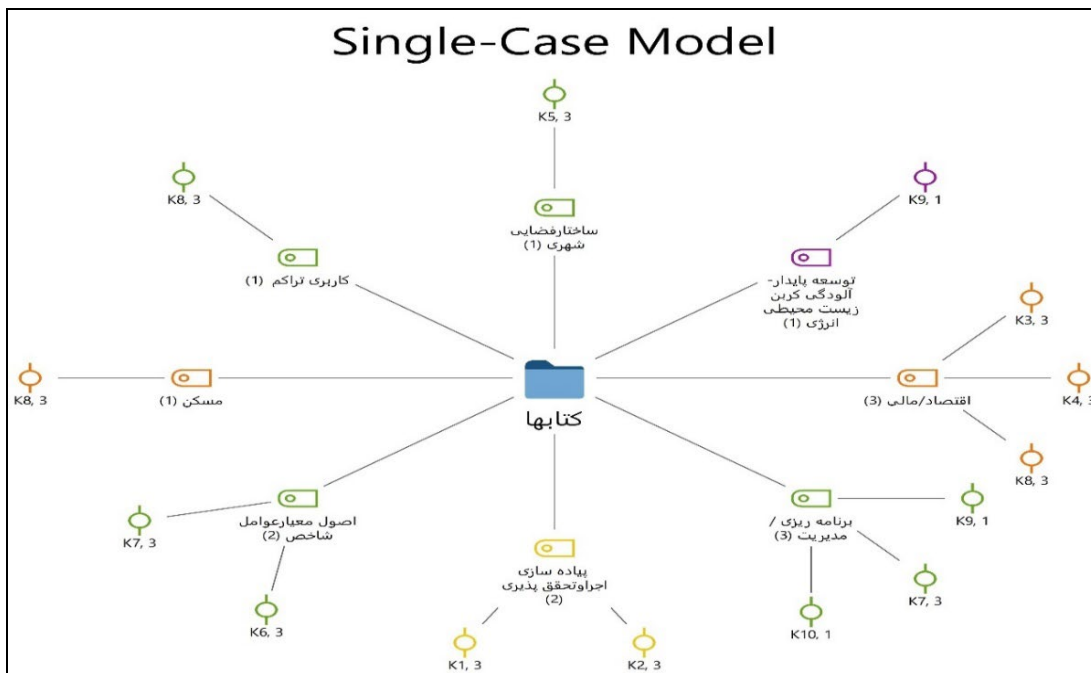 Single-Case Model
K5, 3
K8, 3
K9, 1
ساختارفضایی
شهری (1)
کاربری تراکم (1)
توسعه پایدار-
آلودگی کربن
زیست محیطی
انرژی (1)
K3, 3
K8, 3
مسکن (1)
کتابها
اقتصاد/مالی (3)
K4, 3
K8, 3
K7, 3
اصول معیارعوامل
شاخص (2)
برنامه ریزی /
مدیریت (3)
K9, 1
پیاده سازی
اجراوتحقق پذیری
(2)
K7, 3
K6, 3
K10, 1
K1, 3
K2, 3